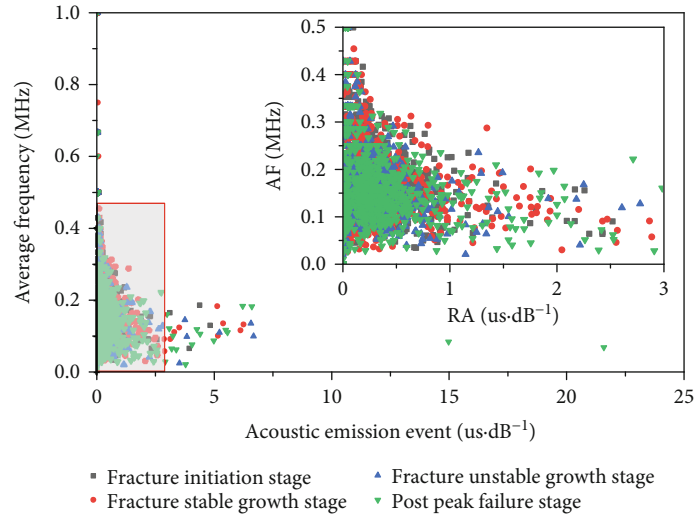 1.0
0.8
0.6
0.4
0.2
0.0
Average frequency (MHz)
0 5 10 15 20 25
Acoustic emission event (us·dB⁻¹)
0.5
0.4
0.3
0.2
0.1
0.0
AF (MHz)
0 1 2 3
RA (us·dB⁻¹)
Fracture initiation stage
Fracture unstable growth stage
Fracture stable growth stage
Post peak failure stage